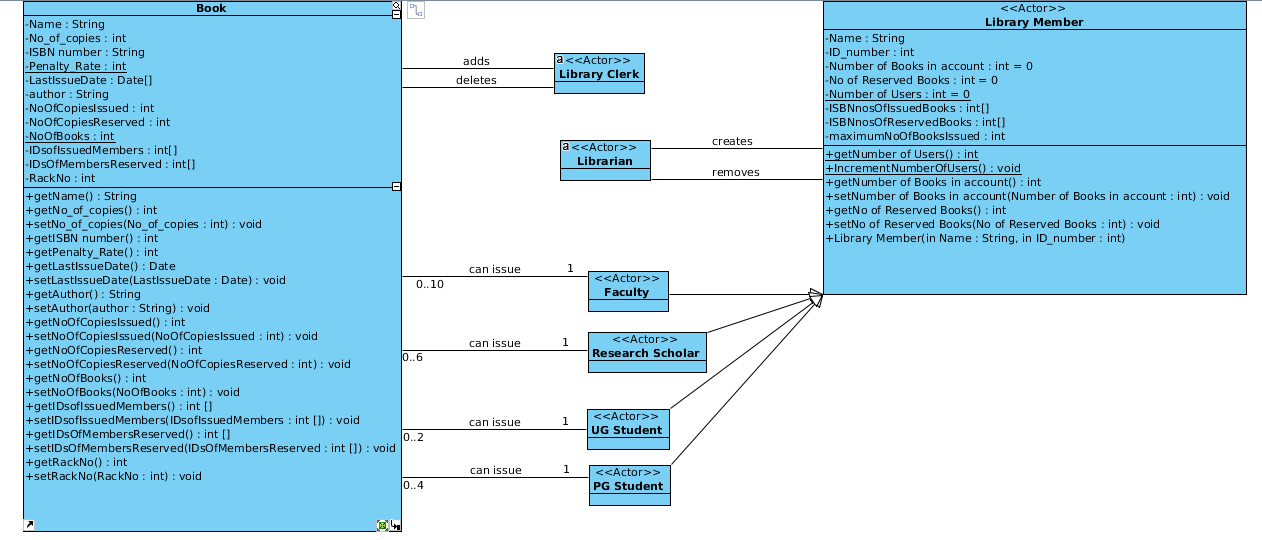 Book
-Name : String
-No_of_copies : int
-ISBN number : String
-Penalty_Rate : int
-LastIssueDate : Date[]
-author : String
-NoOfCopiesIssued : int
-NoOfCopiesReserved : int
-NoOfBooks : int
-IDsofIssuedMembers : int[]
-IDsOfMembersReserved : int[]
-RackNo : int
+getName() : String
+getNo_of_copies() : int
+setNo_of_copies(No_of_copies : int) : void
+getISBN number() : int
+getPenalty_Rate() : int
+getLastIssueDate() : Date
+setLastIssueDate(LastIssueDate : Date) : void
+getAuthor() : String
+setAuthor(author : String) : void
+getNoOfCopiesIssued() : int
+setNoOfCopiesIssued(NoOfCopiesIssued : int) : void
+getNoOfCopiesReserved() : int
+setNoOfCopiesReserved(NoOfCopiesReserved : int) : void
+getNoOfBooks() : int
+setNoOfBooks(NoOfBooks : int) : void
+getIDsofIssuedMembers() : int []
+setIDsofIssuedMembers(IDsofIssuedMembers : int []) : void
+getIDsOfMembersReserved() : int []
+setIDsOfMembersReserved(IDsOfMembersReserved : int []) : void
+getRackNo() : int
+setRackNo(RackNo : int) : void
adds
deletes
a <<Actor>>
Library Clerk
a <<Actor>>
Librarian
creates
removes
can issue
1
0..10
<<Actor>>
Faculty
can issue
1
0..6
<<Actor>>
Research Scholar
can issue
1
0..2
<<Actor>>
UG Student
can issue
1
0..4
<<Actor>>
PG Student
<<Actor>>
Library Member
-Name : String
-ID_number : int
-Number of Books in account : int = 0
-No of Reserved Books : int = 0
-Number of Users : int = 0
-ISBNnosOfIssuedBooks : int[]
-ISBNnosOfReservedBooks : int[]
-maximumNoOfBooksIssued : int
+getNumber of Users() : int
+IncrementNumberOfUsers() : void
+getNumber of Books in account() : int
+setNumber of Books in account(Number of Books in account : int) : void
+getNo of Reserved Books() : int
+setNo of Reserved Books(No of Reserved Books : int) : void
+Library Member(in Name : String, in ID_number : int)